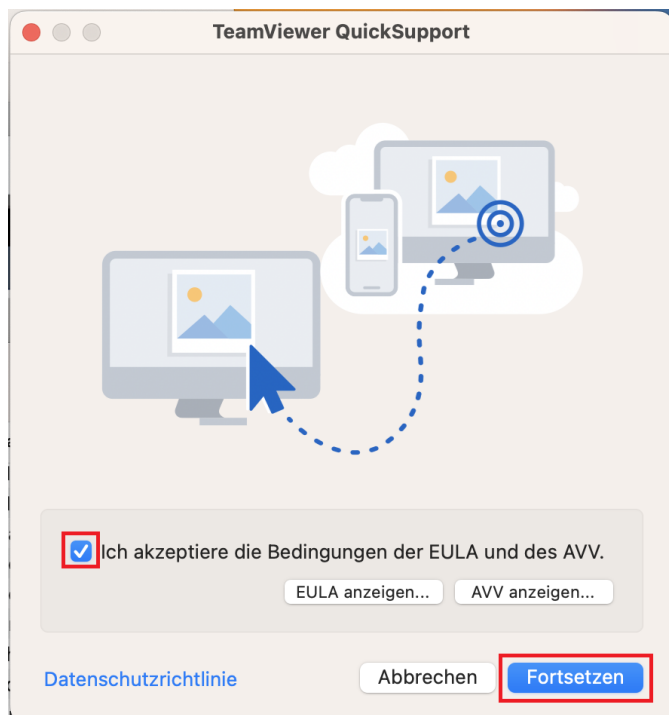 TeamViewer QuickSupport
Ich akzeptiere die Bedingungen der EULA und des AVV.
EULA anzeigen... AVV anzeigen...
Datenschutzrichtlinie Abbrechen Fortsetzen